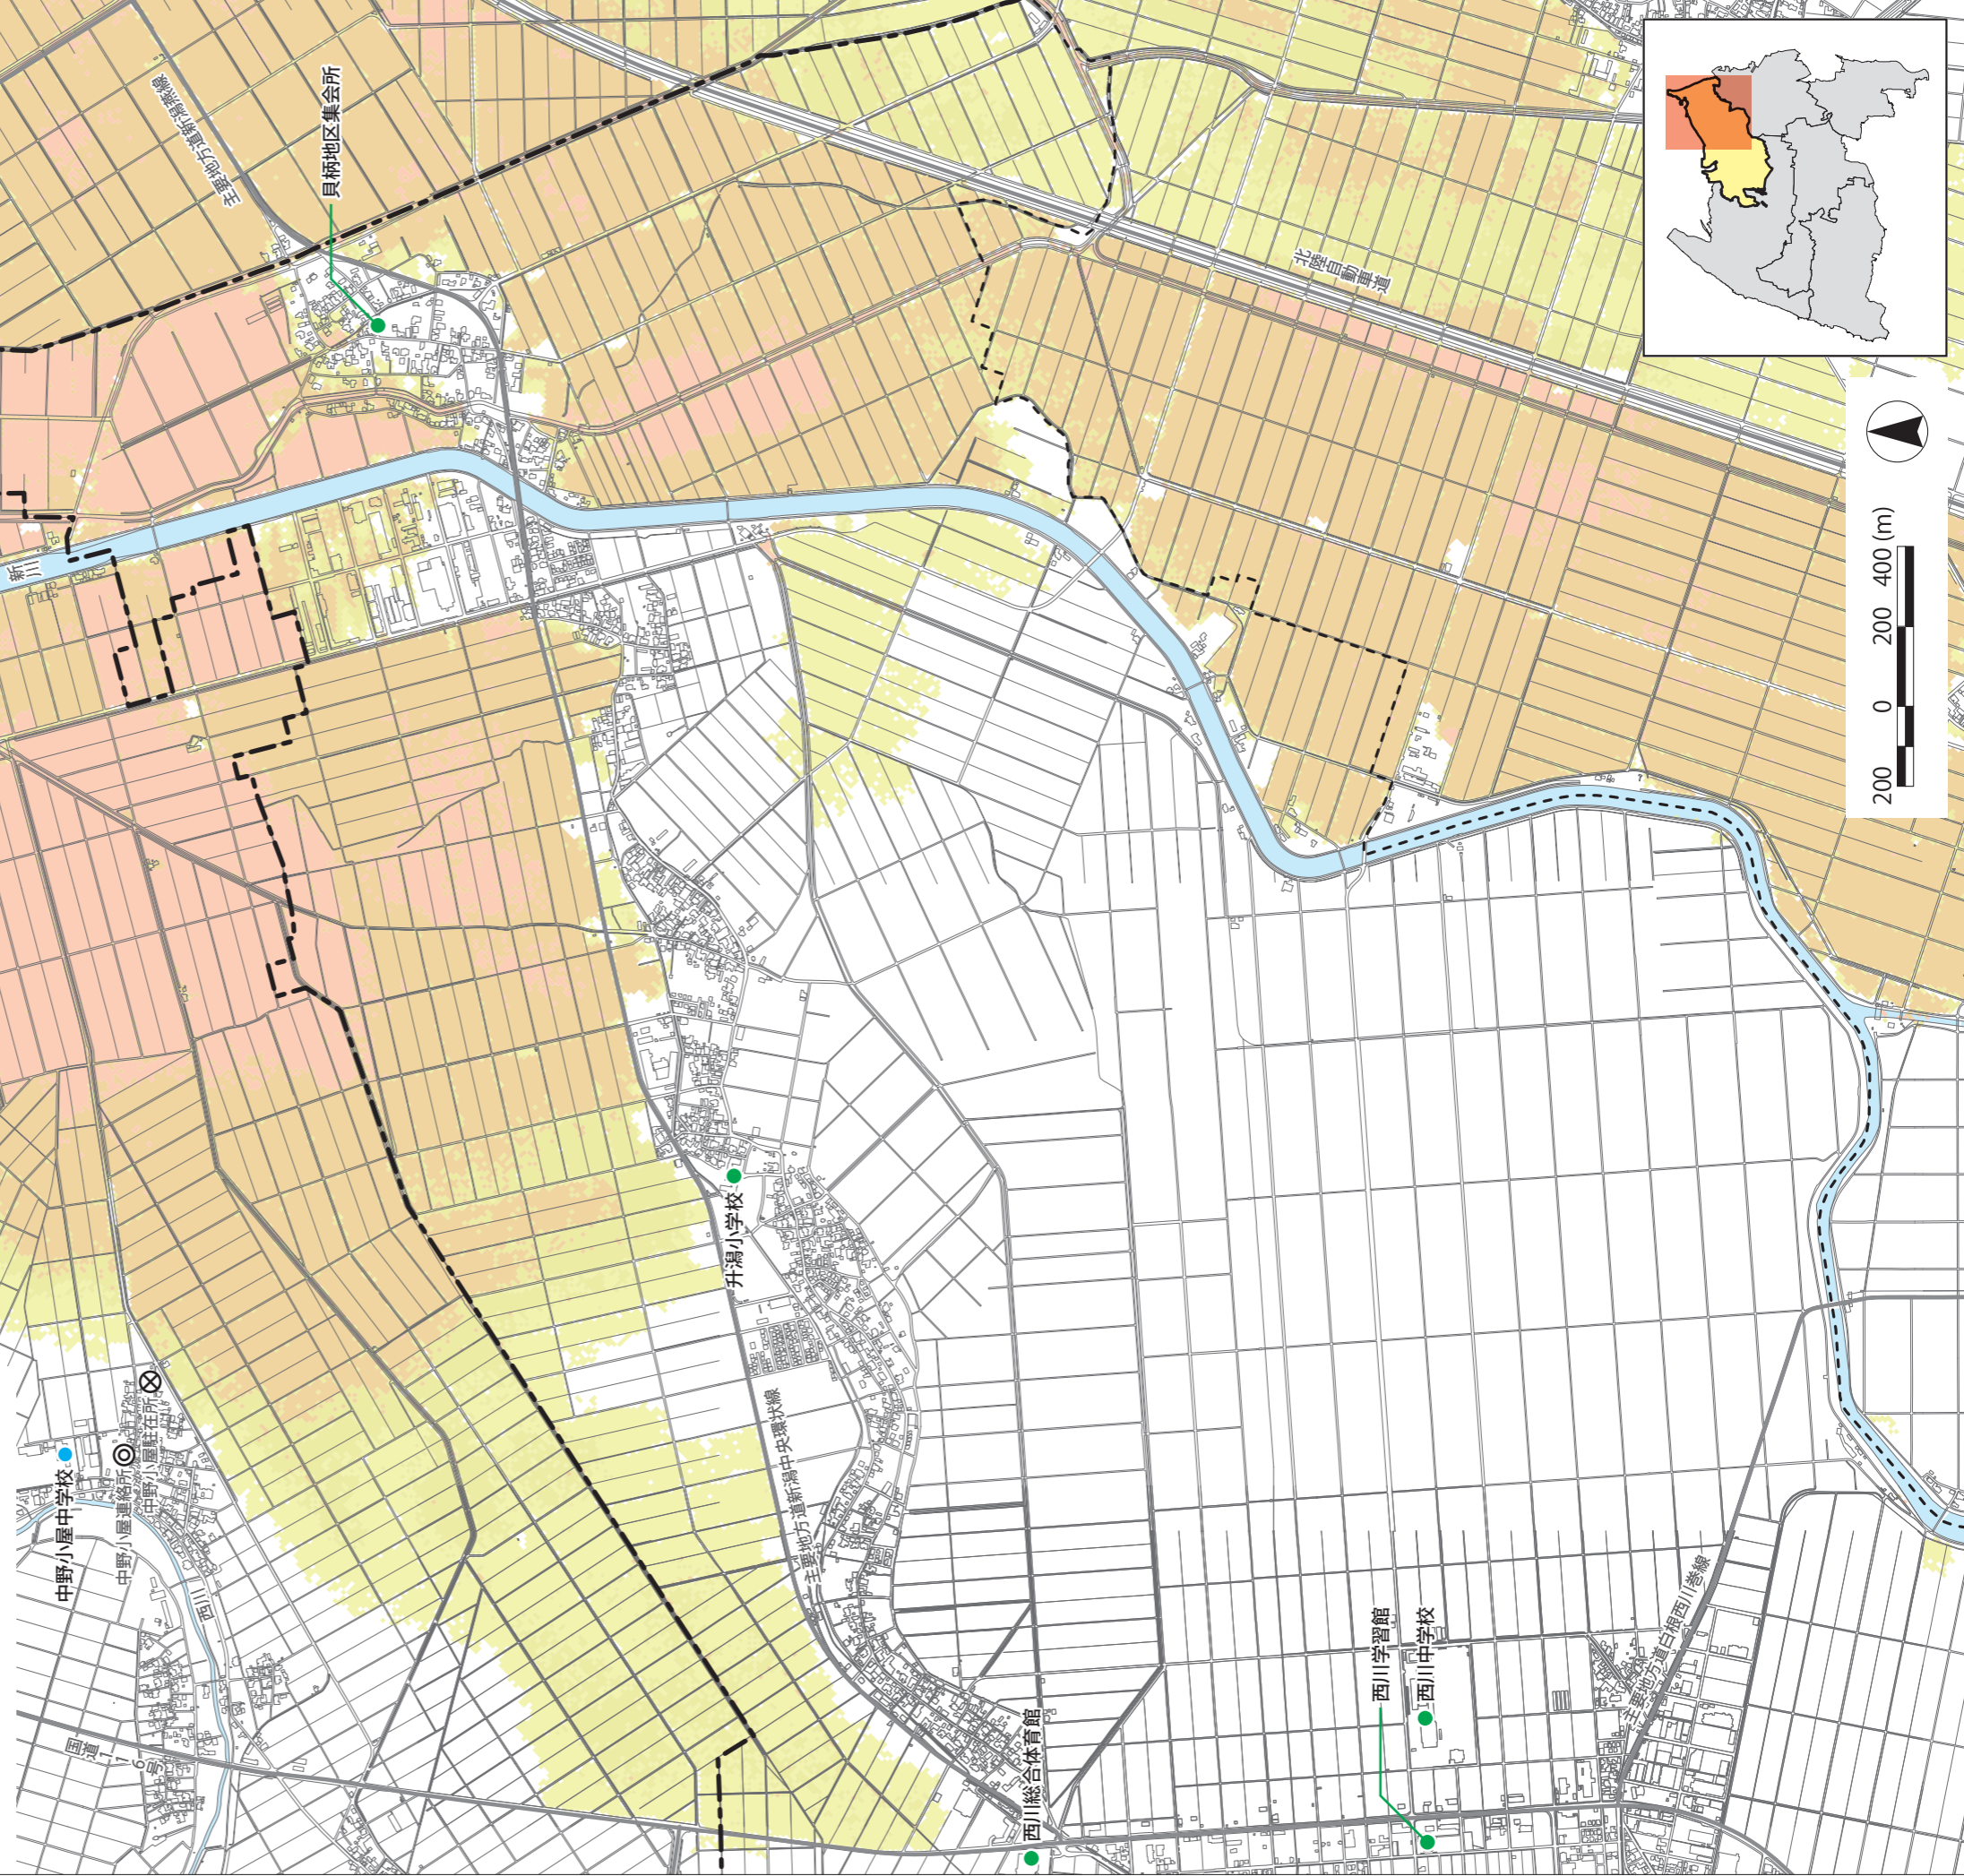 中野小屋中学校
中野小屋連絡所
中野小屋駐在所
西川
国道116号
新川
主要地方道新潟燕線
貝柄地区集会所
升潟小学校
主要地方道新潟中央環状線
西川総合体育館
西川学習館
西川中学校
主要地方道白根西川巻線
北陸自動車道
200 0 200 400 (m)